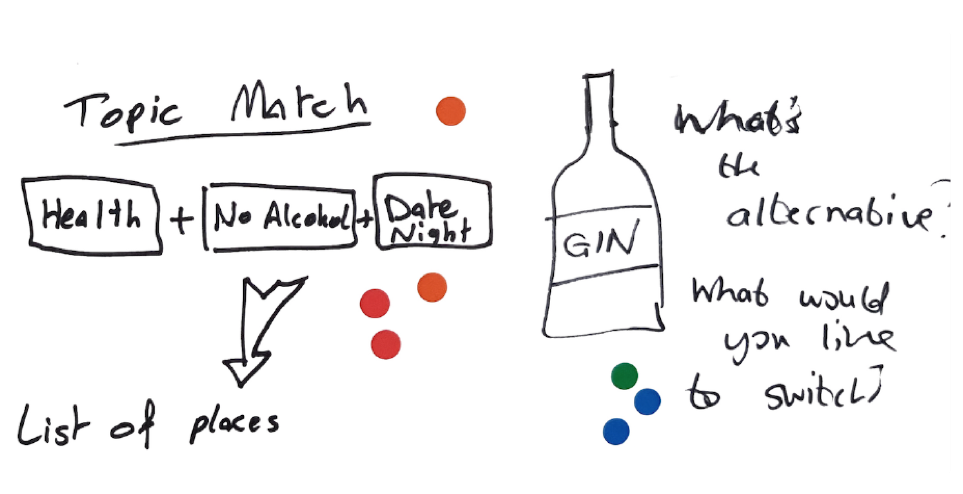 Topic Match
Health + No Alcohol + Date Night
List of places
GIN
What's
the
alternative?
What would
you like
to switch?